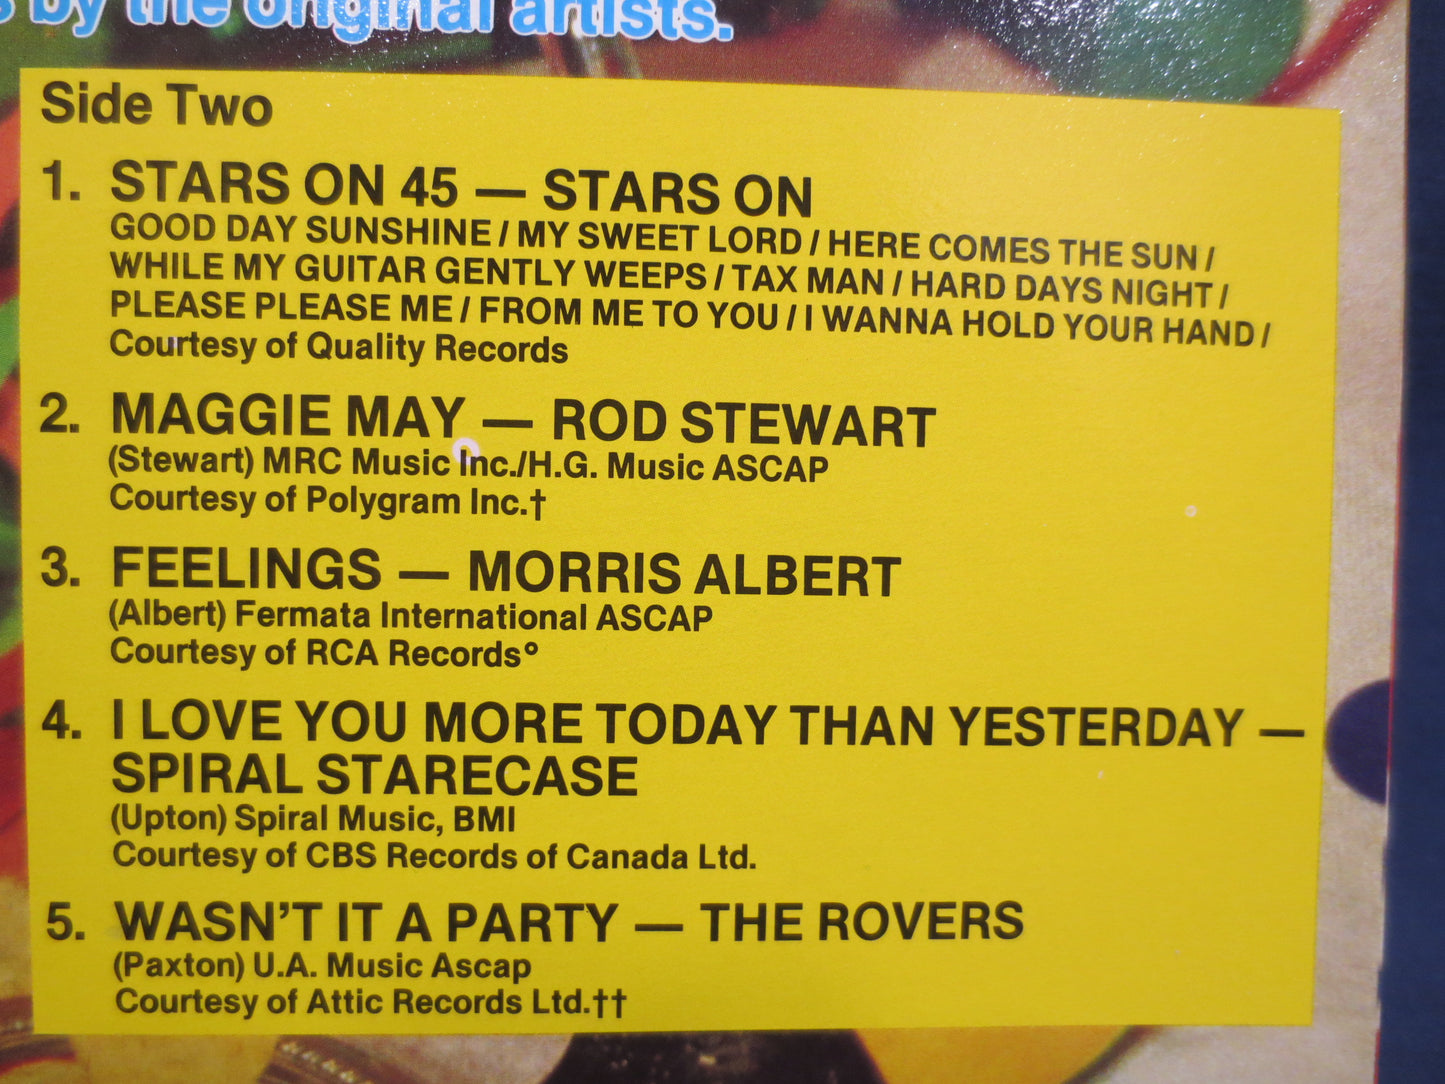 s by the original artists.
Side Two
1. STARS ON 45 — STARS ON
GOOD DAY SUNSHINE / MY SWEET LORD / HERE COMES THE SUN /
WHILE MY GUITAR GENTLY WEEPS / TAX MAN / HARD DAYS NIGHT /
PLEASE PLEASE ME / FROM ME TO YOU / I WANNA HOLD YOUR HAND /
Courtesy of Quality Records
2. MAGGIE MAY — ROD STEWART
(Stewart) MRC Music Inc./H.G. Music ASCAP
Courtesy of Polygram Inc.†
3. FEELINGS — MORRIS ALBERT
(Albert) Fermata International ASCAP
Courtesy of RCA Records°
4. I LOVE YOU MORE TODAY THAN YESTERDAY —
SPIRAL STARECASE
(Upton) Spiral Music, BMI
Courtesy of CBS Records of Canada Ltd.
5. WASN'T IT A PARTY — THE ROVERS
(Paxton) U.A. Music Ascap
Courtesy of Attic Records Ltd.††